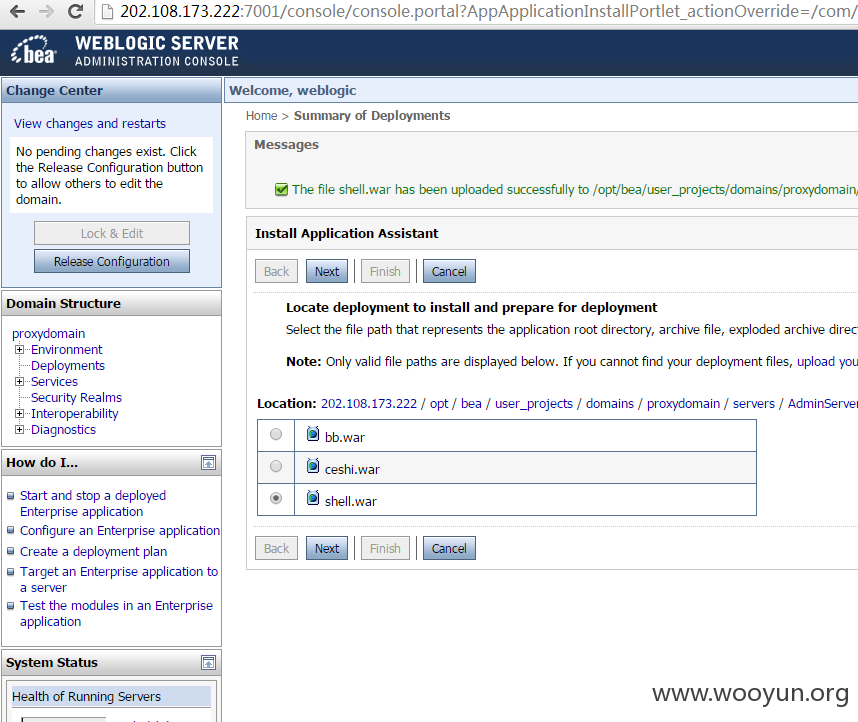 202.108.173.222:7001/console/console.portal?AppApplicationInstallPortlet_actionOverride=/com/
bea
WEBLOGIC SERVER
ADMINISTRATION CONSOLE
Change Center
View changes and restarts
No pending changes exist. Click
the Release Configuration button
to allow others to edit the
domain.
Lock & Edit
Release Configuration
Domain Structure
proxydomain
Environment
Deployments
Services
Security Realms
Interoperability
Diagnostics
How do I...
Start and stop a deployed
Enterprise application
Configure an Enterprise application
Create a deployment plan
Target an Enterprise application to
a server
Test the modules in an Enterprise
application
System Status
Health of Running Servers
Welcome, weblogic
Home > Summary of Deployments
Messages
The file shell.war has been uploaded successfully to /opt/bea/user_projects/domains/proxydomain/
Install Application Assistant
Back Next Finish Cancel
Locate deployment to install and prepare for deployment
Select the file path that represents the application root directory, archive file, exploded archive direc
Note: Only valid file paths are displayed below. If you cannot find your deployment files, upload you
Location: 202.108.173.222 / opt / bea / user_projects / domains / proxydomain / servers / AdminServer
bb.war
ceshi.war
shell.war
Back Next Finish Cancel
www.wooyun.org